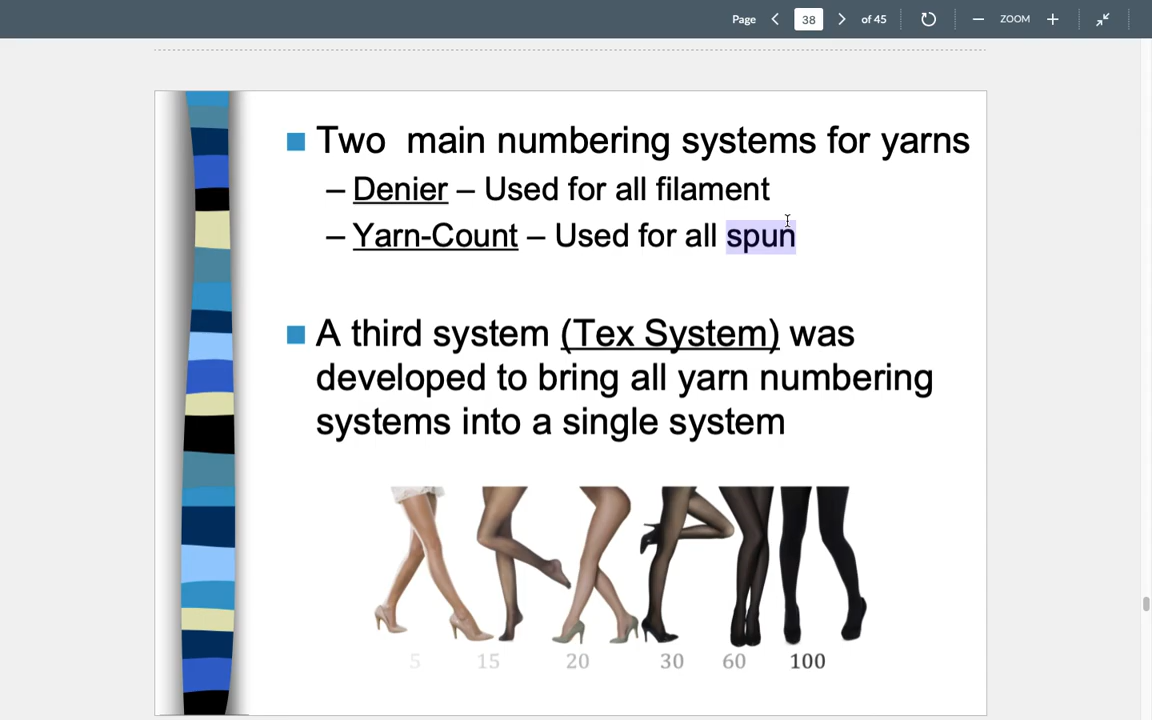 Page 38 of 45 ZOOM
Two main numbering systems for yarns
– Denier – Used for all filament
– Yarn-Count – Used for all spun
A third system (Tex System) was
developed to bring all yarn numbering
systems into a single system
5 15 20 30 60 100